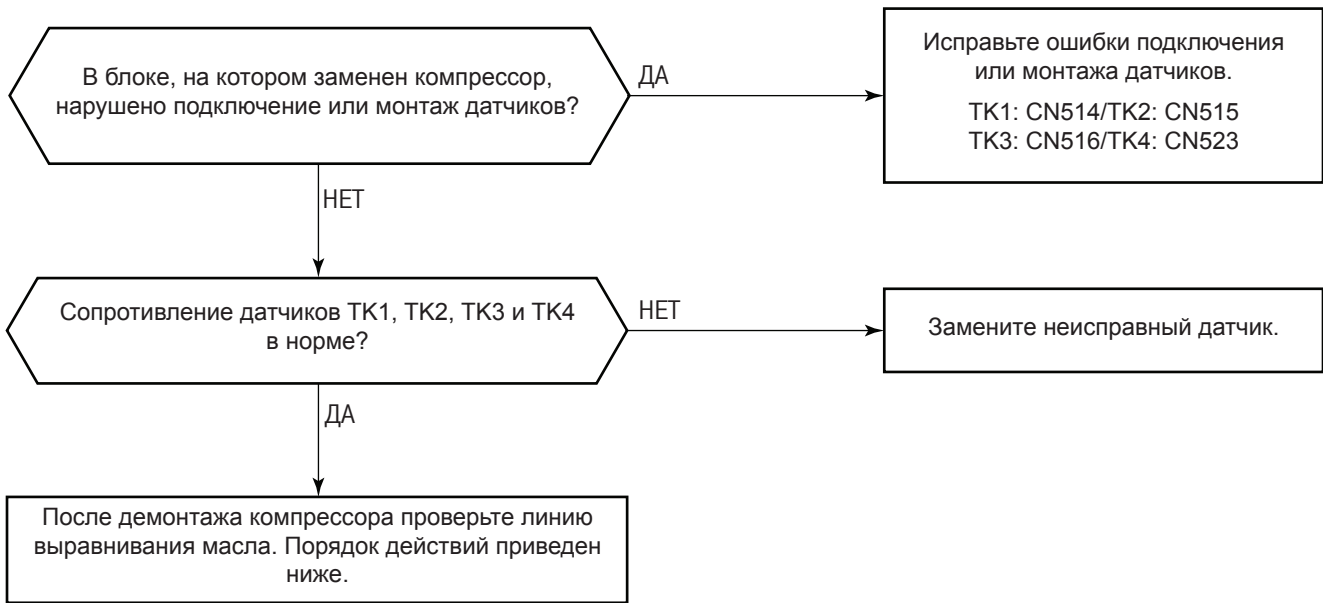 В блоке, на котором заменен компрессор,
нарушено подключение или монтаж датчиков?
ДА
Исправьте ошибки подключения
или монтажа датчиков.
TK1: CN514/TK2: CN515
TK3: CN516/TK4: CN523
НЕТ
Сопротивление датчиков TK1, TK2, TK3 и TK4
в норме?
НЕТ
Замените неисправный датчик.
ДА
После демонтажа компрессора проверьте линию
выравнивания масла. Порядок действий приведен
ниже.